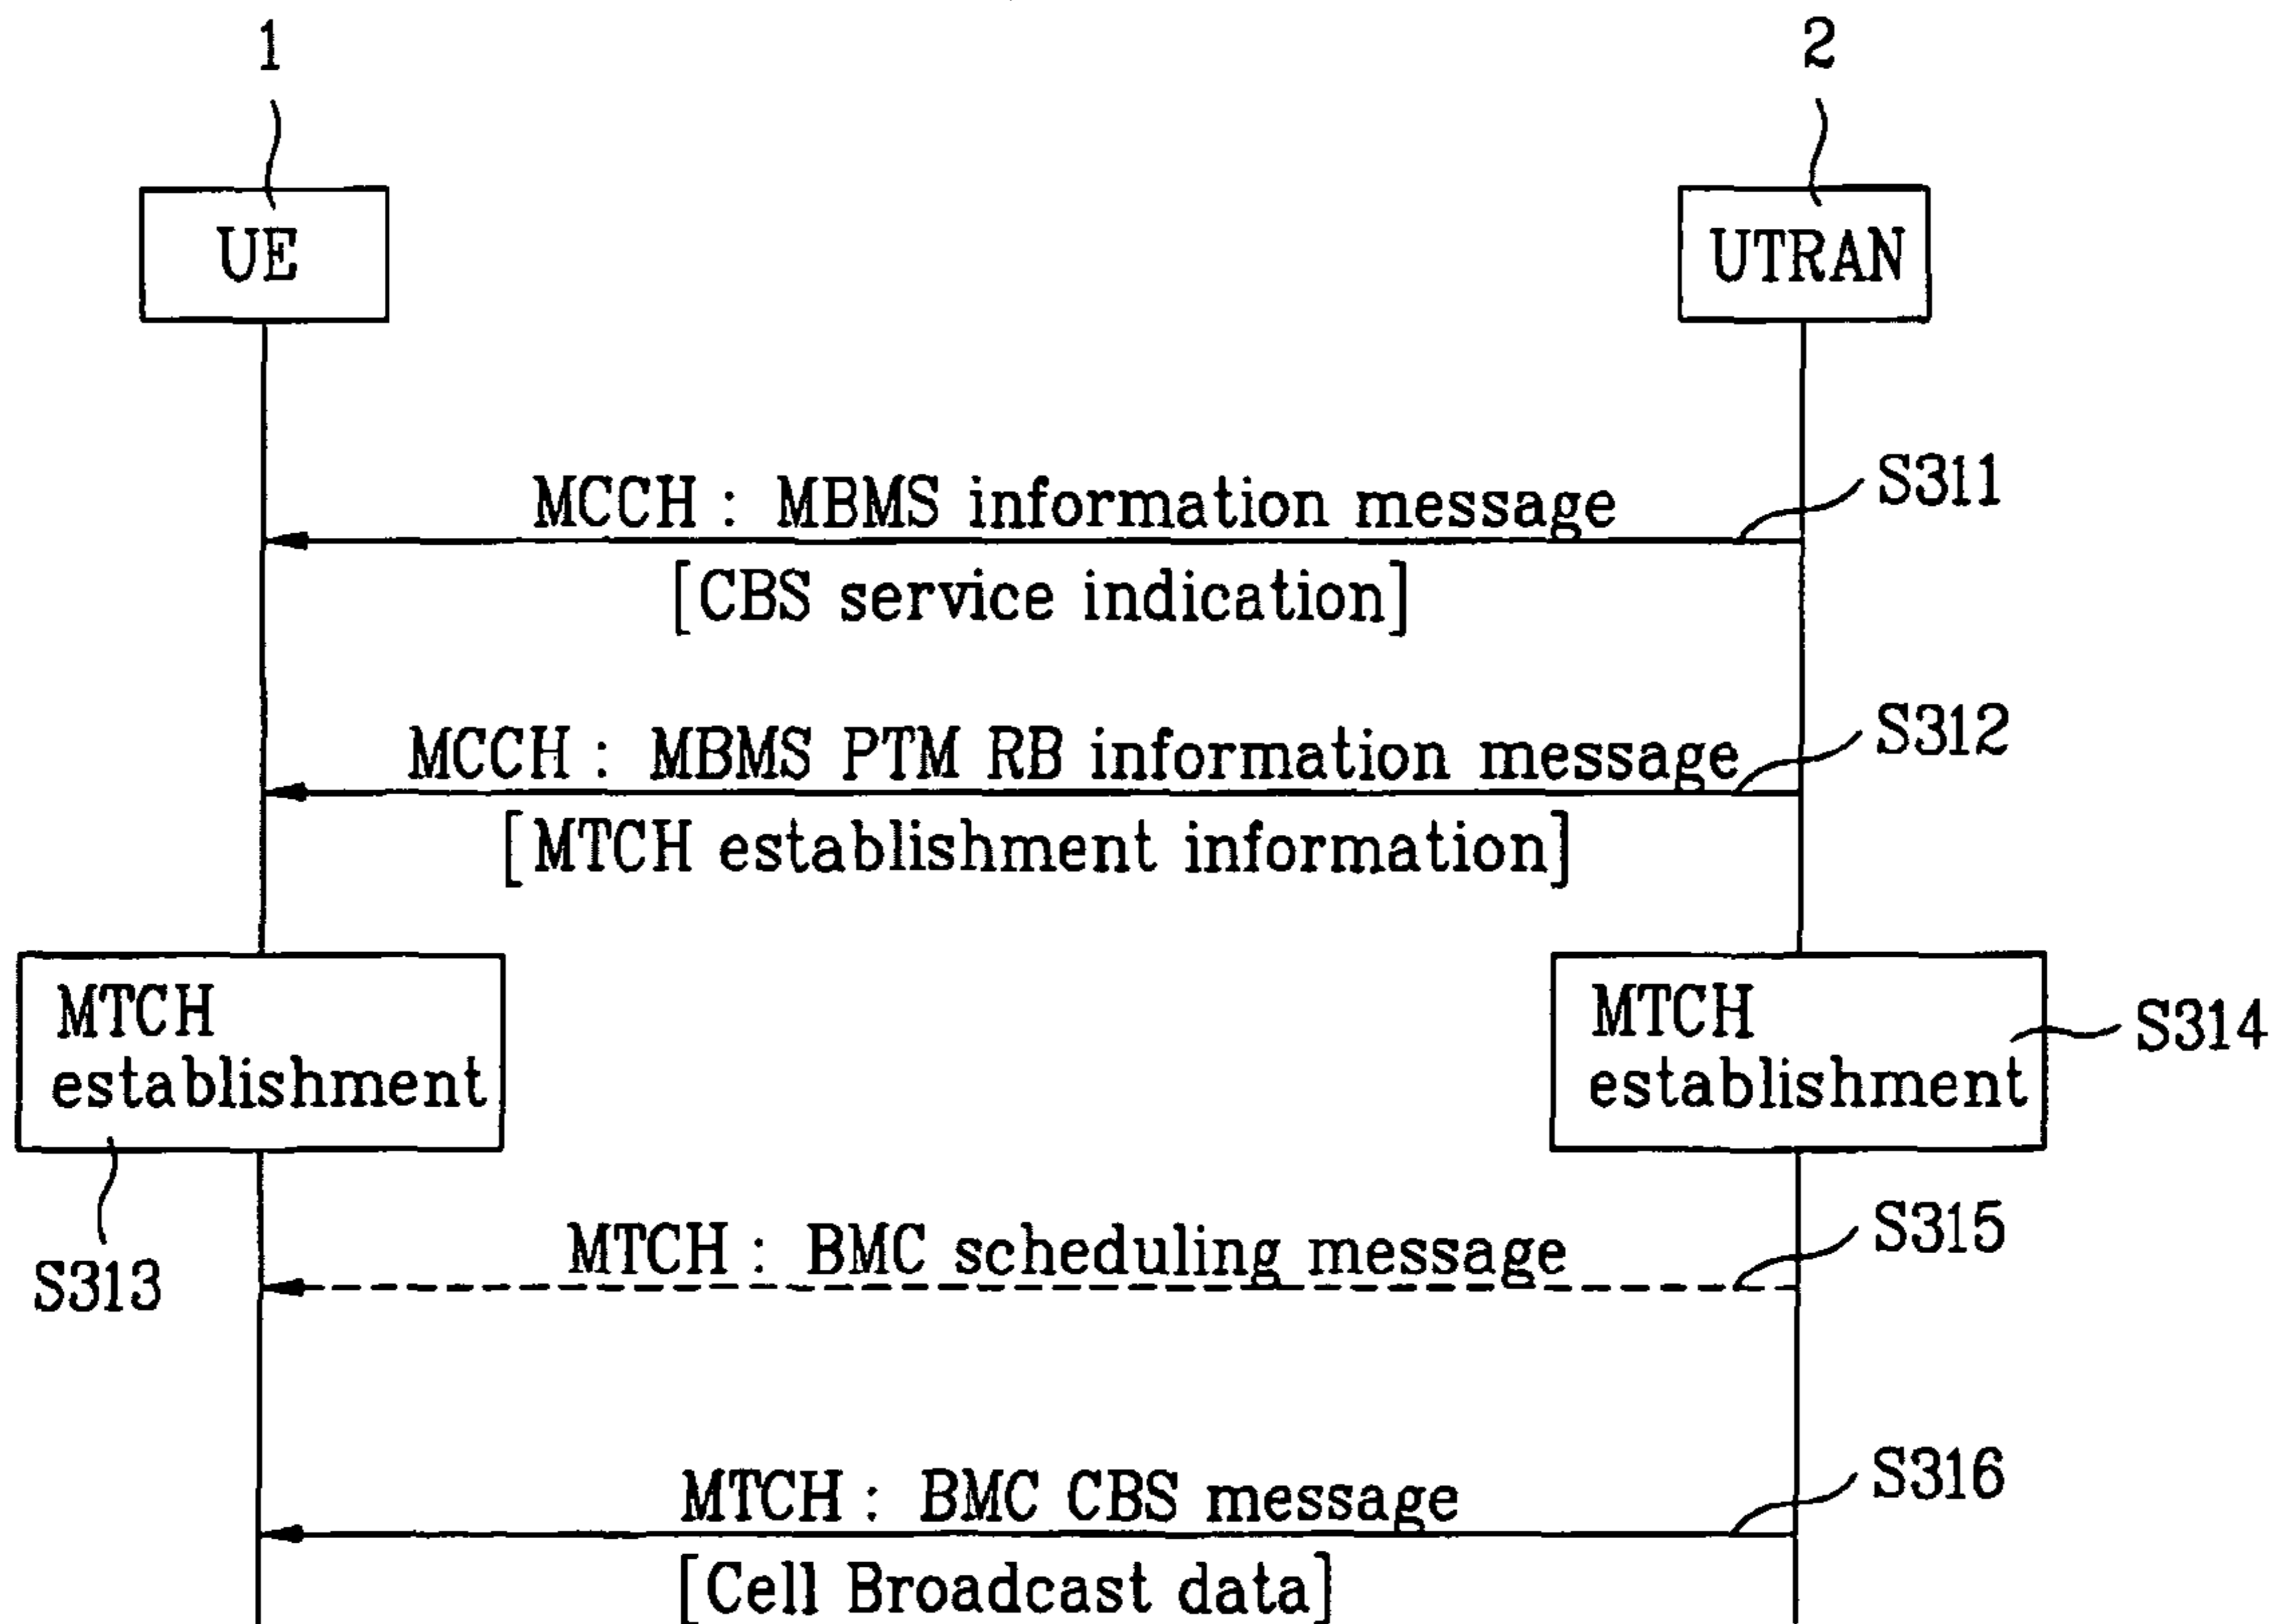 1
2
UE
UTRAN
S311
MCCH : MBMS information message
[CBS service indication]
S312
MCCH : MBMS PTM RB information message
[MTCH establishment information]
MTCH
establishment
MTCH
establishment
S314
S313
S315
MTCH : BMC scheduling message
S316
MTCH : BMC CBS message
[Cell Broadcast data]